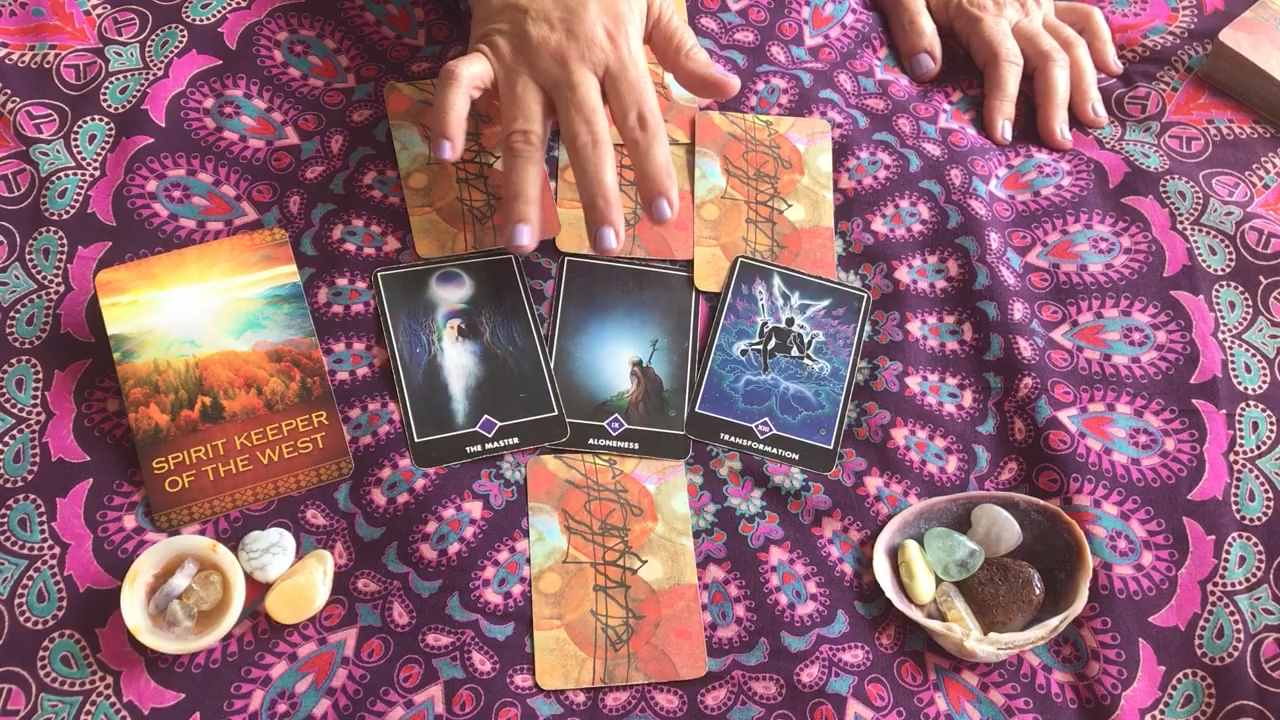 SPIRIT KEEPER
OF THE WEST
THE MASTER
IX
ALONENESS
XIII
TRANSFORMATION